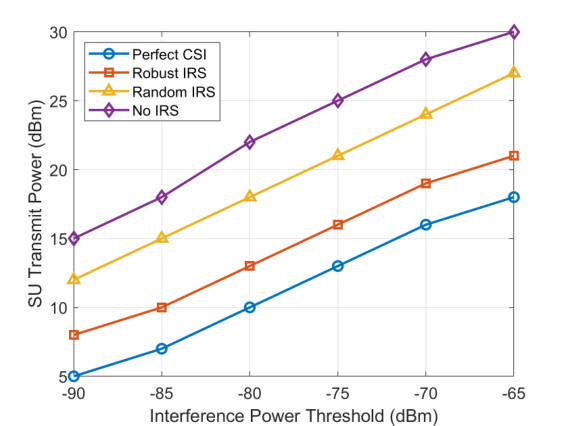 30
25
20
15
10
5
SU Transmit Power (dBm)
Perfect CSI
Robust IRS
Random IRS
No IRS
-90 -85 -80 -75 -70 -65
Interference Power Threshold (dBm)